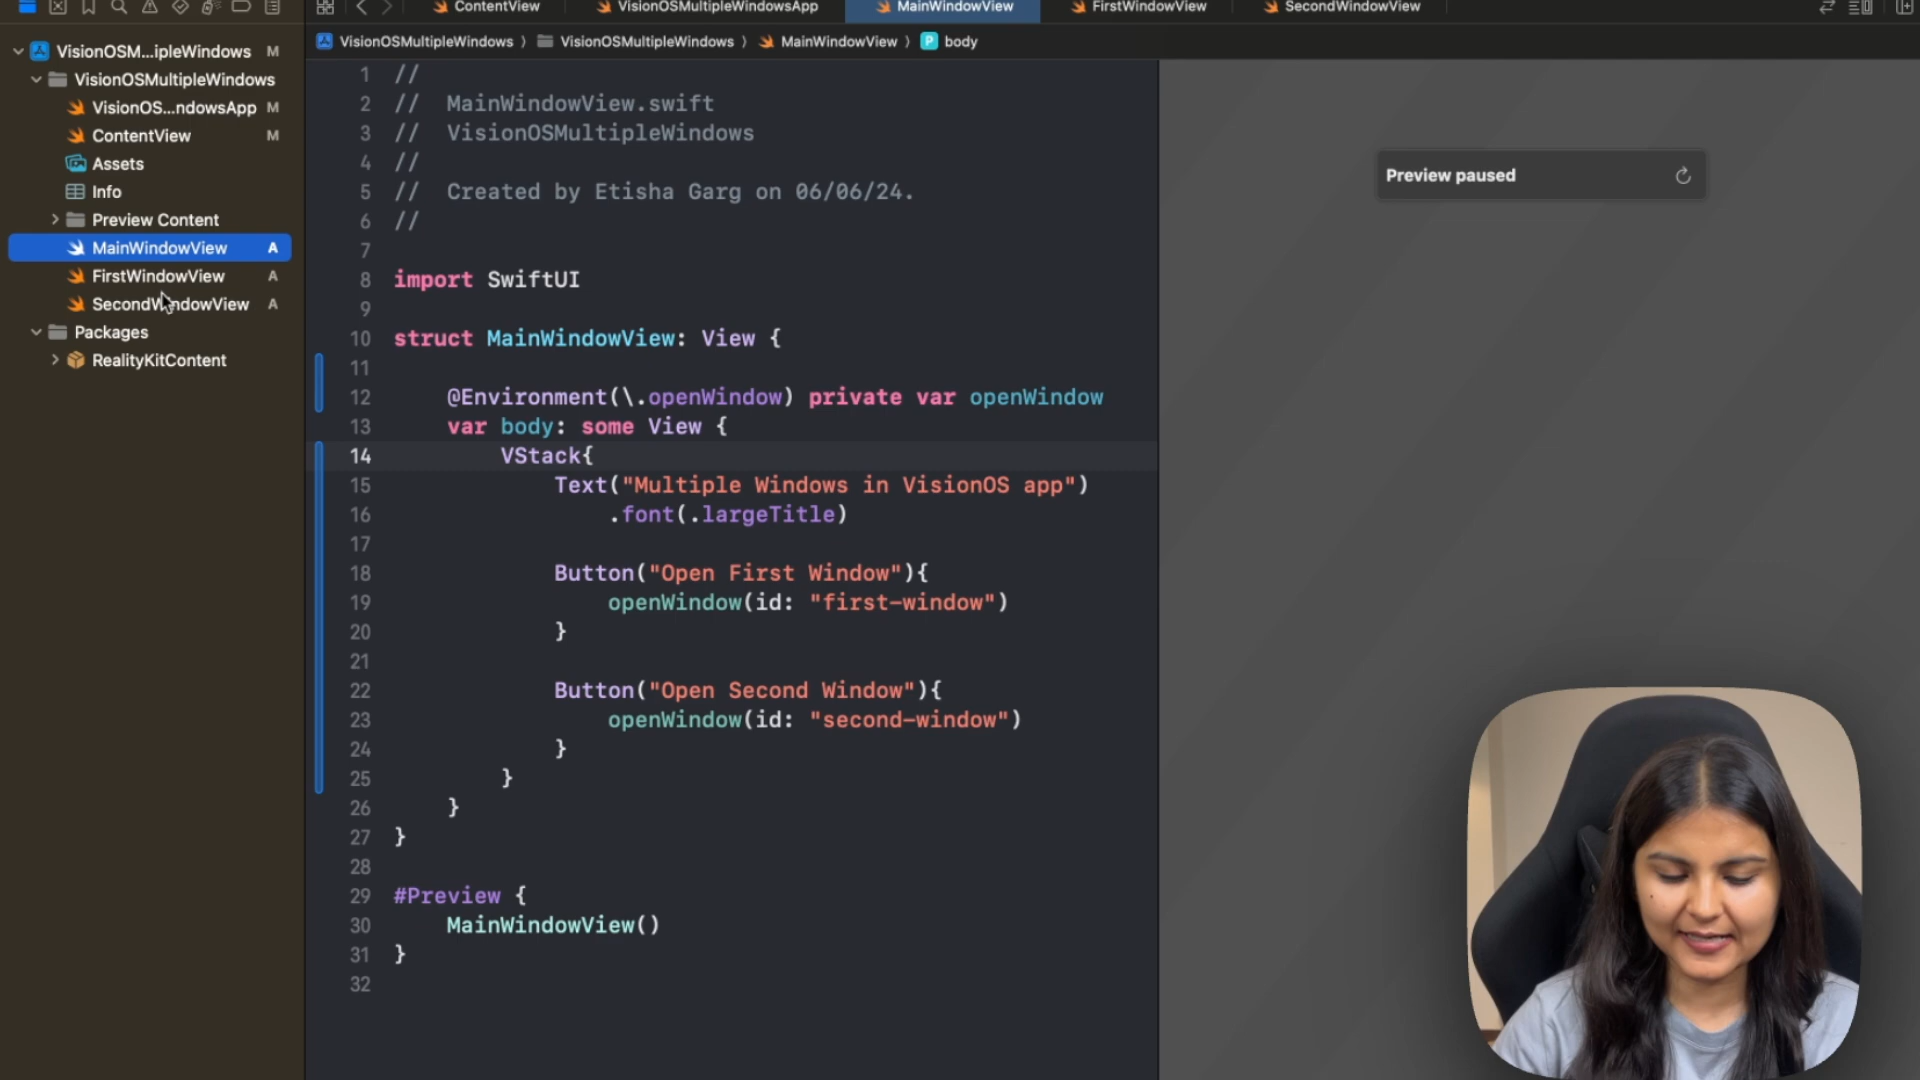 ContentView
VisionOSMultipleWindowsApp
MainWindowView
FirstWindowView
SecondWindowView
VisionOSMultipleWindows 〉 VisionOSMultipleWindows 〉 MainWindowView 〉 P body
VisionOSM...ipleWindows M
VisionOSMultipleWindows
VisionOS...ndowsApp M
ContentView M
Assets
Info
Preview Content
MainWindowView A
FirstWindowView A
SecondWindowView A
Packages
RealityKitContent
1 //
2 //  MainWindowView.swift
3 //  VisionOSMultipleWindows
4 //
5 //  Created by Etisha Garg on 06/06/24.
6 //
7
8 import SwiftUI
9
10 struct MainWindowView: View {
11
12     @Environment(\.openWindow) private var openWindow
13     var body: some View {
14         VStack{
15             Text("Multiple Windows in VisionOS app")
16                 .font(.largeTitle)
17
18             Button("Open First Window"){
19                 openWindow(id: "first-window")
20             }
21
22             Button("Open Second Window"){
23                 openWindow(id: "second-window")
24             }
25         }
26     }
27 }
28
29 #Preview {
30     MainWindowView()
31 }
32
Preview paused